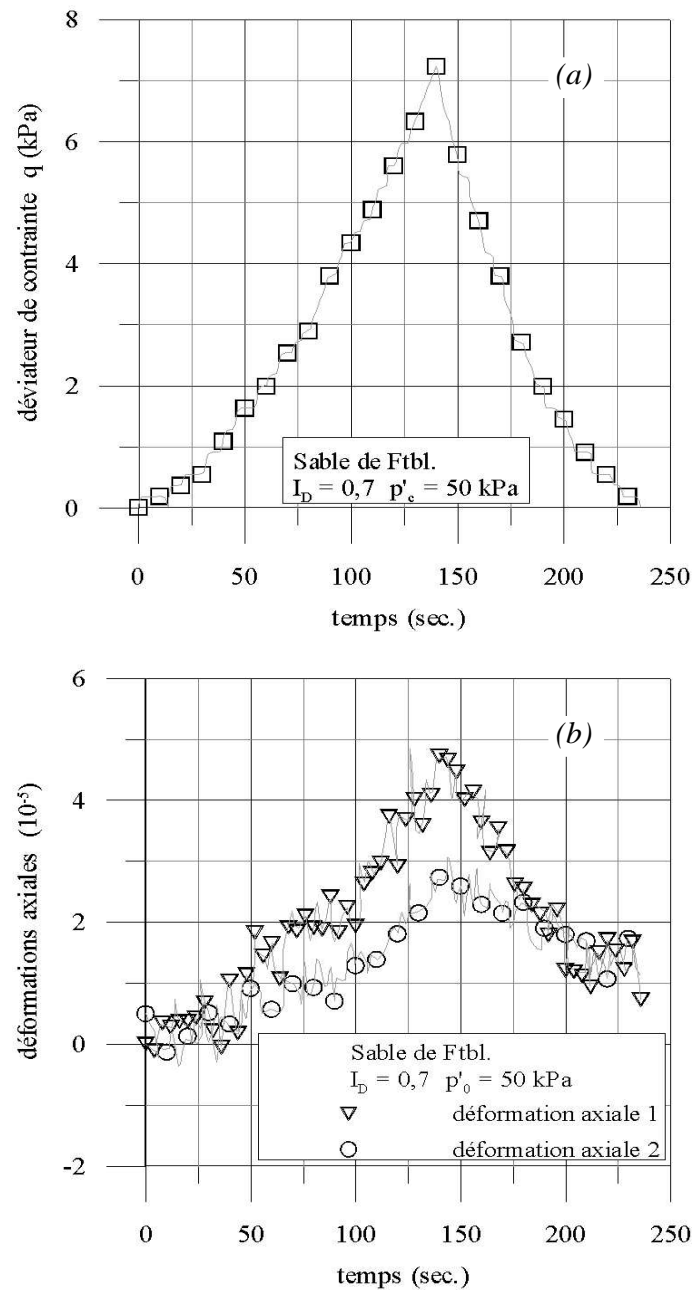 8
(a)
6
4
2
0
déviateur de contrainte q (kPa)
Sable de Ftbl.
I_D = 0,7 p'_c = 50 kPa
0 50 100 150 200 250
temps (sec.)
6
(b)
4
2
0
-2
déformations axiales (10⁻⁵)
Sable de Ftbl.
I_D = 0,7 p'_0 = 50 kPa
déformation axiale 1
déformation axiale 2
0 50 100 150 200 250
temps (sec.)